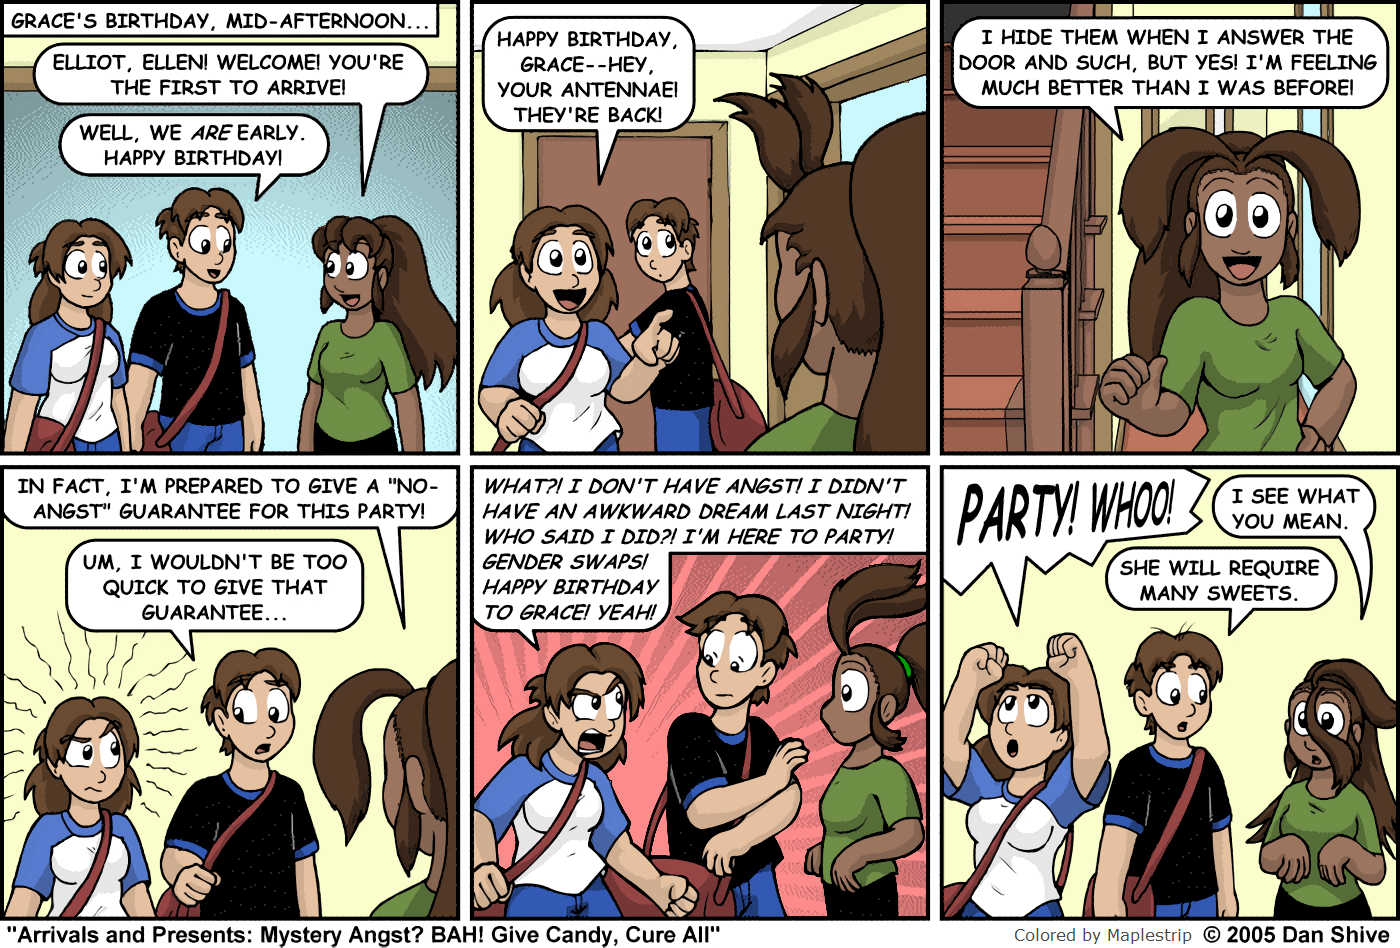 GRACE'S BIRTHDAY, MID-AFTERNOON...
ELLIOT, ELLEN! WELCOME! YOU'RE
THE FIRST TO ARRIVE!
WELL, WE ARE EARLY.
HAPPY BIRTHDAY!
HAPPY BIRTHDAY,
GRACE--HEY,
YOUR ANTENNAE!
THEY'RE BACK!
I HIDE THEM WHEN I ANSWER THE
DOOR AND SUCH, BUT YES! I'M FEELING
MUCH BETTER THAN I WAS BEFORE!
IN FACT, I'M PREPARED TO GIVE A "NO-
ANGST" GUARANTEE FOR THIS PARTY!
UM, I WOULDN'T BE TOO
QUICK TO GIVE THAT
GUARANTEE...
WHAT?! I DON'T HAVE ANGST! I DIDN'T
HAVE AN AWKWARD DREAM LAST NIGHT!
WHO SAID I DID?! I'M HERE TO PARTY!
GENDER SWAPS!
HAPPY BIRTHDAY
TO GRACE! YEAH!
PARTY! WHOO!
I SEE WHAT
YOU MEAN.
SHE WILL REQUIRE
MANY SWEETS.
"Arrivals and Presents: Mystery Angst? BAH! Give Candy, Cure All"
Colored by Maplestrip
© 2005 Dan Shive